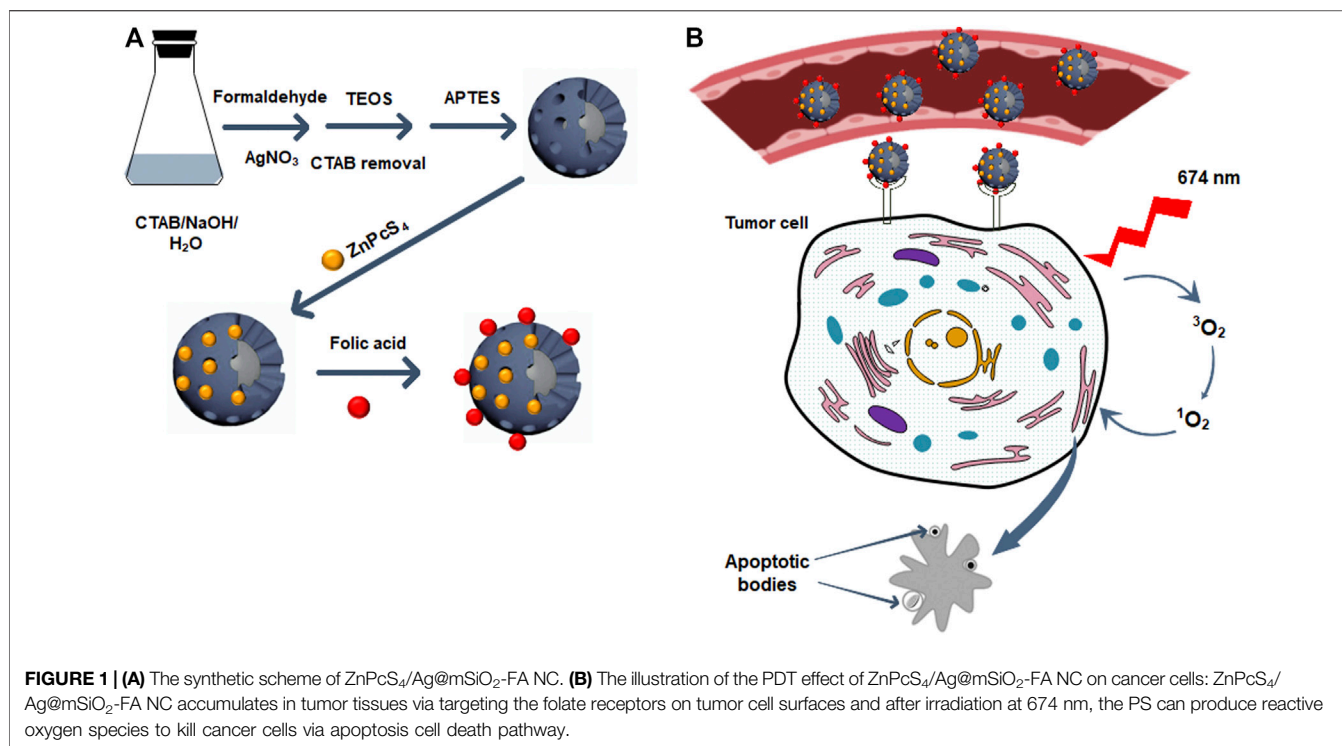 A
Formaldehyde
TEOS
APTES
AgNO₃
CTAB removal
CTAB/NaOH/
H₂O
ZnPcS₄
Folic acid
B
674 nm
Tumor cell
³O₂
¹O₂
Apoptotic
bodies
FIGURE 1 | (A) The synthetic scheme of ZnPcS₄/Ag@mSiO₂-FA NC. (B) The illustration of the PDT effect of ZnPcS₄/Ag@mSiO₂-FA NC on cancer cells: ZnPcS₄/
Ag@mSiO₂-FA NC accumulates in tumor tissues via targeting the folate receptors on tumor cell surfaces and after irradiation at 674 nm, the PS can produce reactive
oxygen species to kill cancer cells via apoptosis cell death pathway.